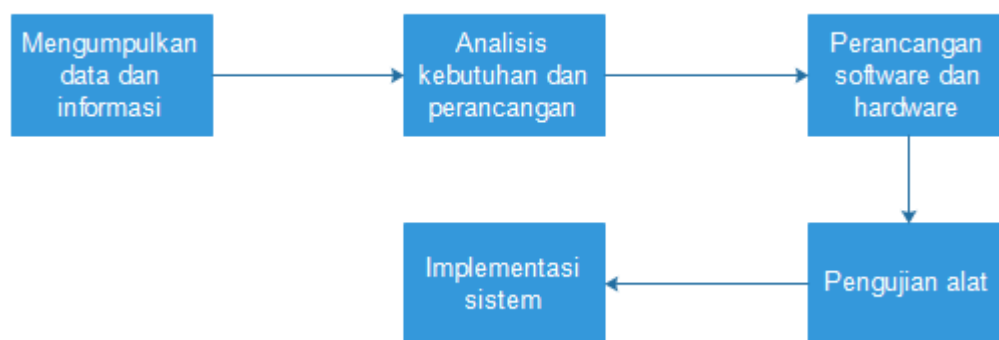 Mengumpulkan
data dan
informasi
Analisis
kebutuhan dan
perancangan
Perancangan
software dan
hardware
Pengujian alat
Implementasi
sistem